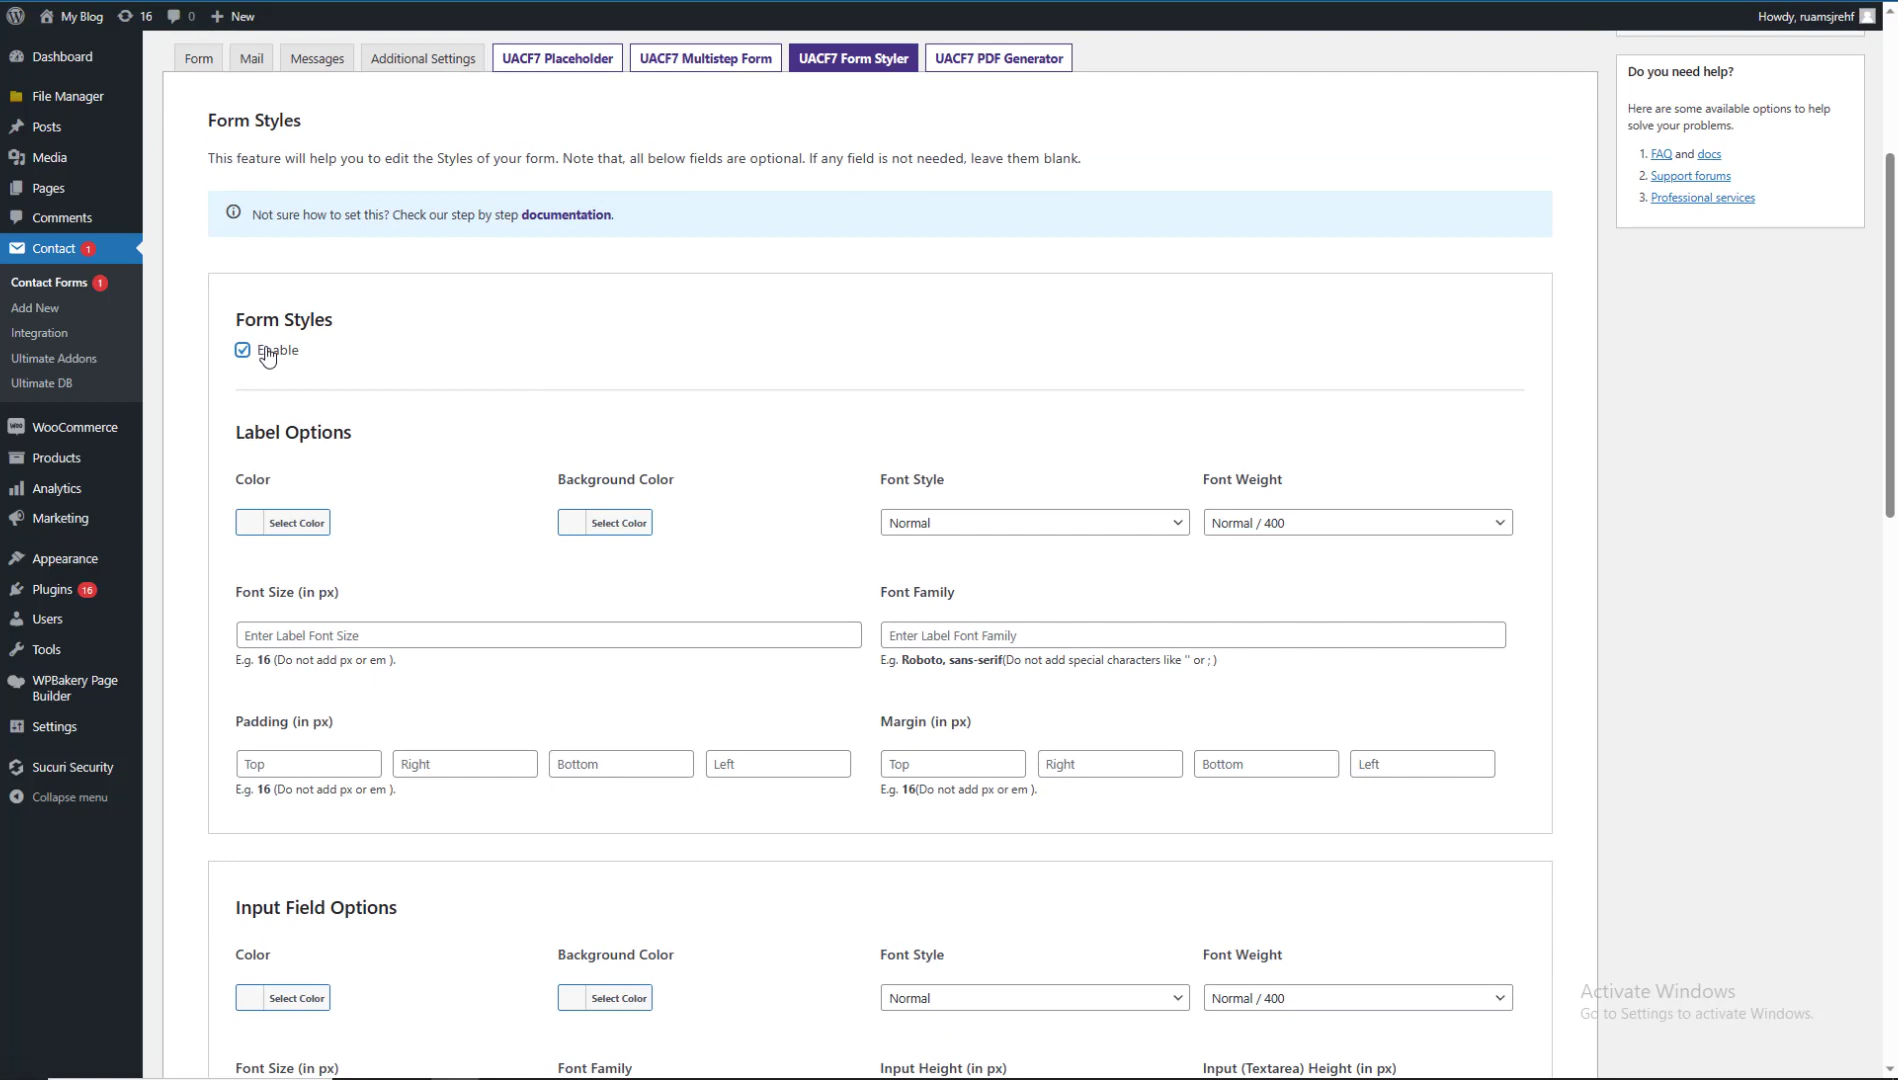 My Blog 16 0 New Howdy, ruamsjrehf
Dashboard
File Manager
Posts
Media
Pages
Comments
Contact 1
Contact Forms 1
Add New
Integration
Ultimate Addons
Ultimate DB
WooCommerce
Products
Analytics
Marketing
Appearance
Plugins 16
Users
Tools
WPBakery Page
Builder
Settings
Sucuri Security
Collapse menu
Form Mail Messages Additional Settings UACF7 Placeholder UACF7 Multistep Form UACF7 Form Styler UACF7 PDF Generator
Form Styles
This feature will help you to edit the Styles of your form. Note that, all below fields are optional. If any field is not needed, leave them blank.
Not sure how to set this? Check our step by step documentation.
Form Styles
Enable
Label Options
Color Background Color Font Style Font Weight
Select Color Select Color Normal Normal / 400
Font Size (in px) Font Family
Enter Label Font Size Enter Label Font Family
E.g. 16 (Do not add px or em ). E.g. Roboto, sans-serif(Do not add special characters like '' or ; )
Padding (in px) Margin (in px)
Top Right Bottom Left Top Right Bottom Left
E.g. 16 (Do not add px or em ). E.g. 16(Do not add px or em ).
Input Field Options
Color Background Color Font Style Font Weight
Select Color Select Color Normal Normal / 400
Font Size (in px) Font Family Input Height (in px) Input (Textarea) Height (in px)
Do you need help?
Here are some available options to help
solve your problems.
1. FAQ and docs
2. Support forums
3. Professional services
Activate Windows
Go to Settings to activate Windows.